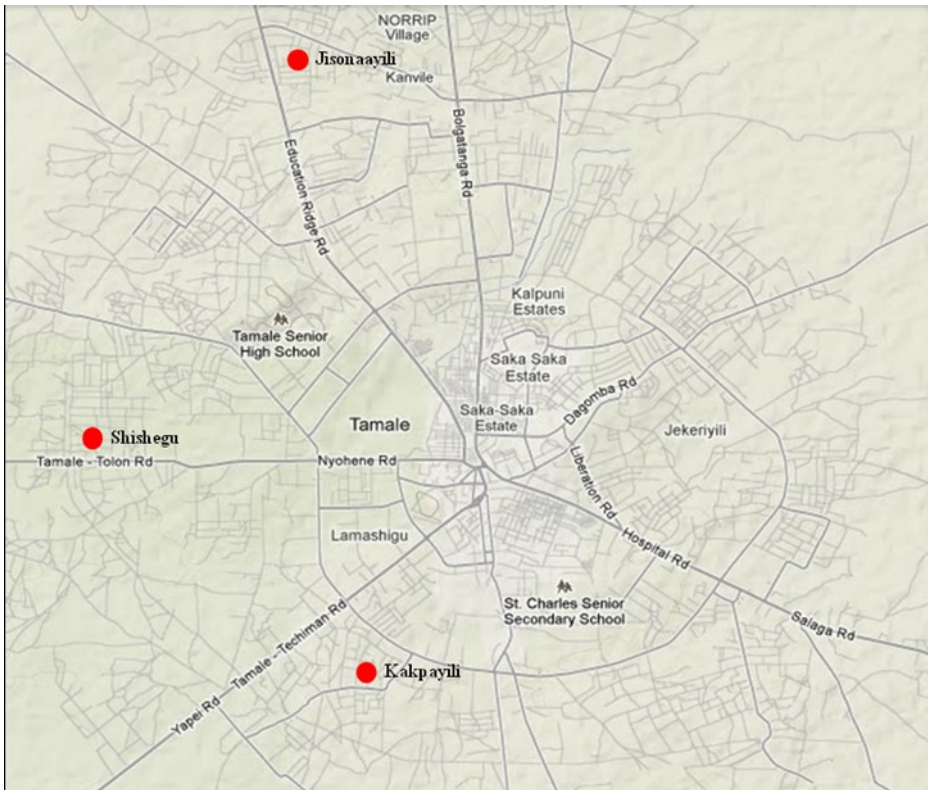 NORRIP
Village
Jisonaayili
Kanvile
Bolgatanga Rd
Education Ridge Rd
Kalpuni
Estates
Tamale Senior
High School
Saka Saka
Estate
Dagomba Rd
Saka-Saka
Estate
Tamale
Jekeriyili
Shishegu
Tamale - Tolon Rd
Nyohene Rd
Liberation Rd
Lamashigu
Hospital Rd
St. Charles Senior
Secondary School
Salaga Rd
Tamale - Techiman Rd
Kakpayili
Yapei Rd